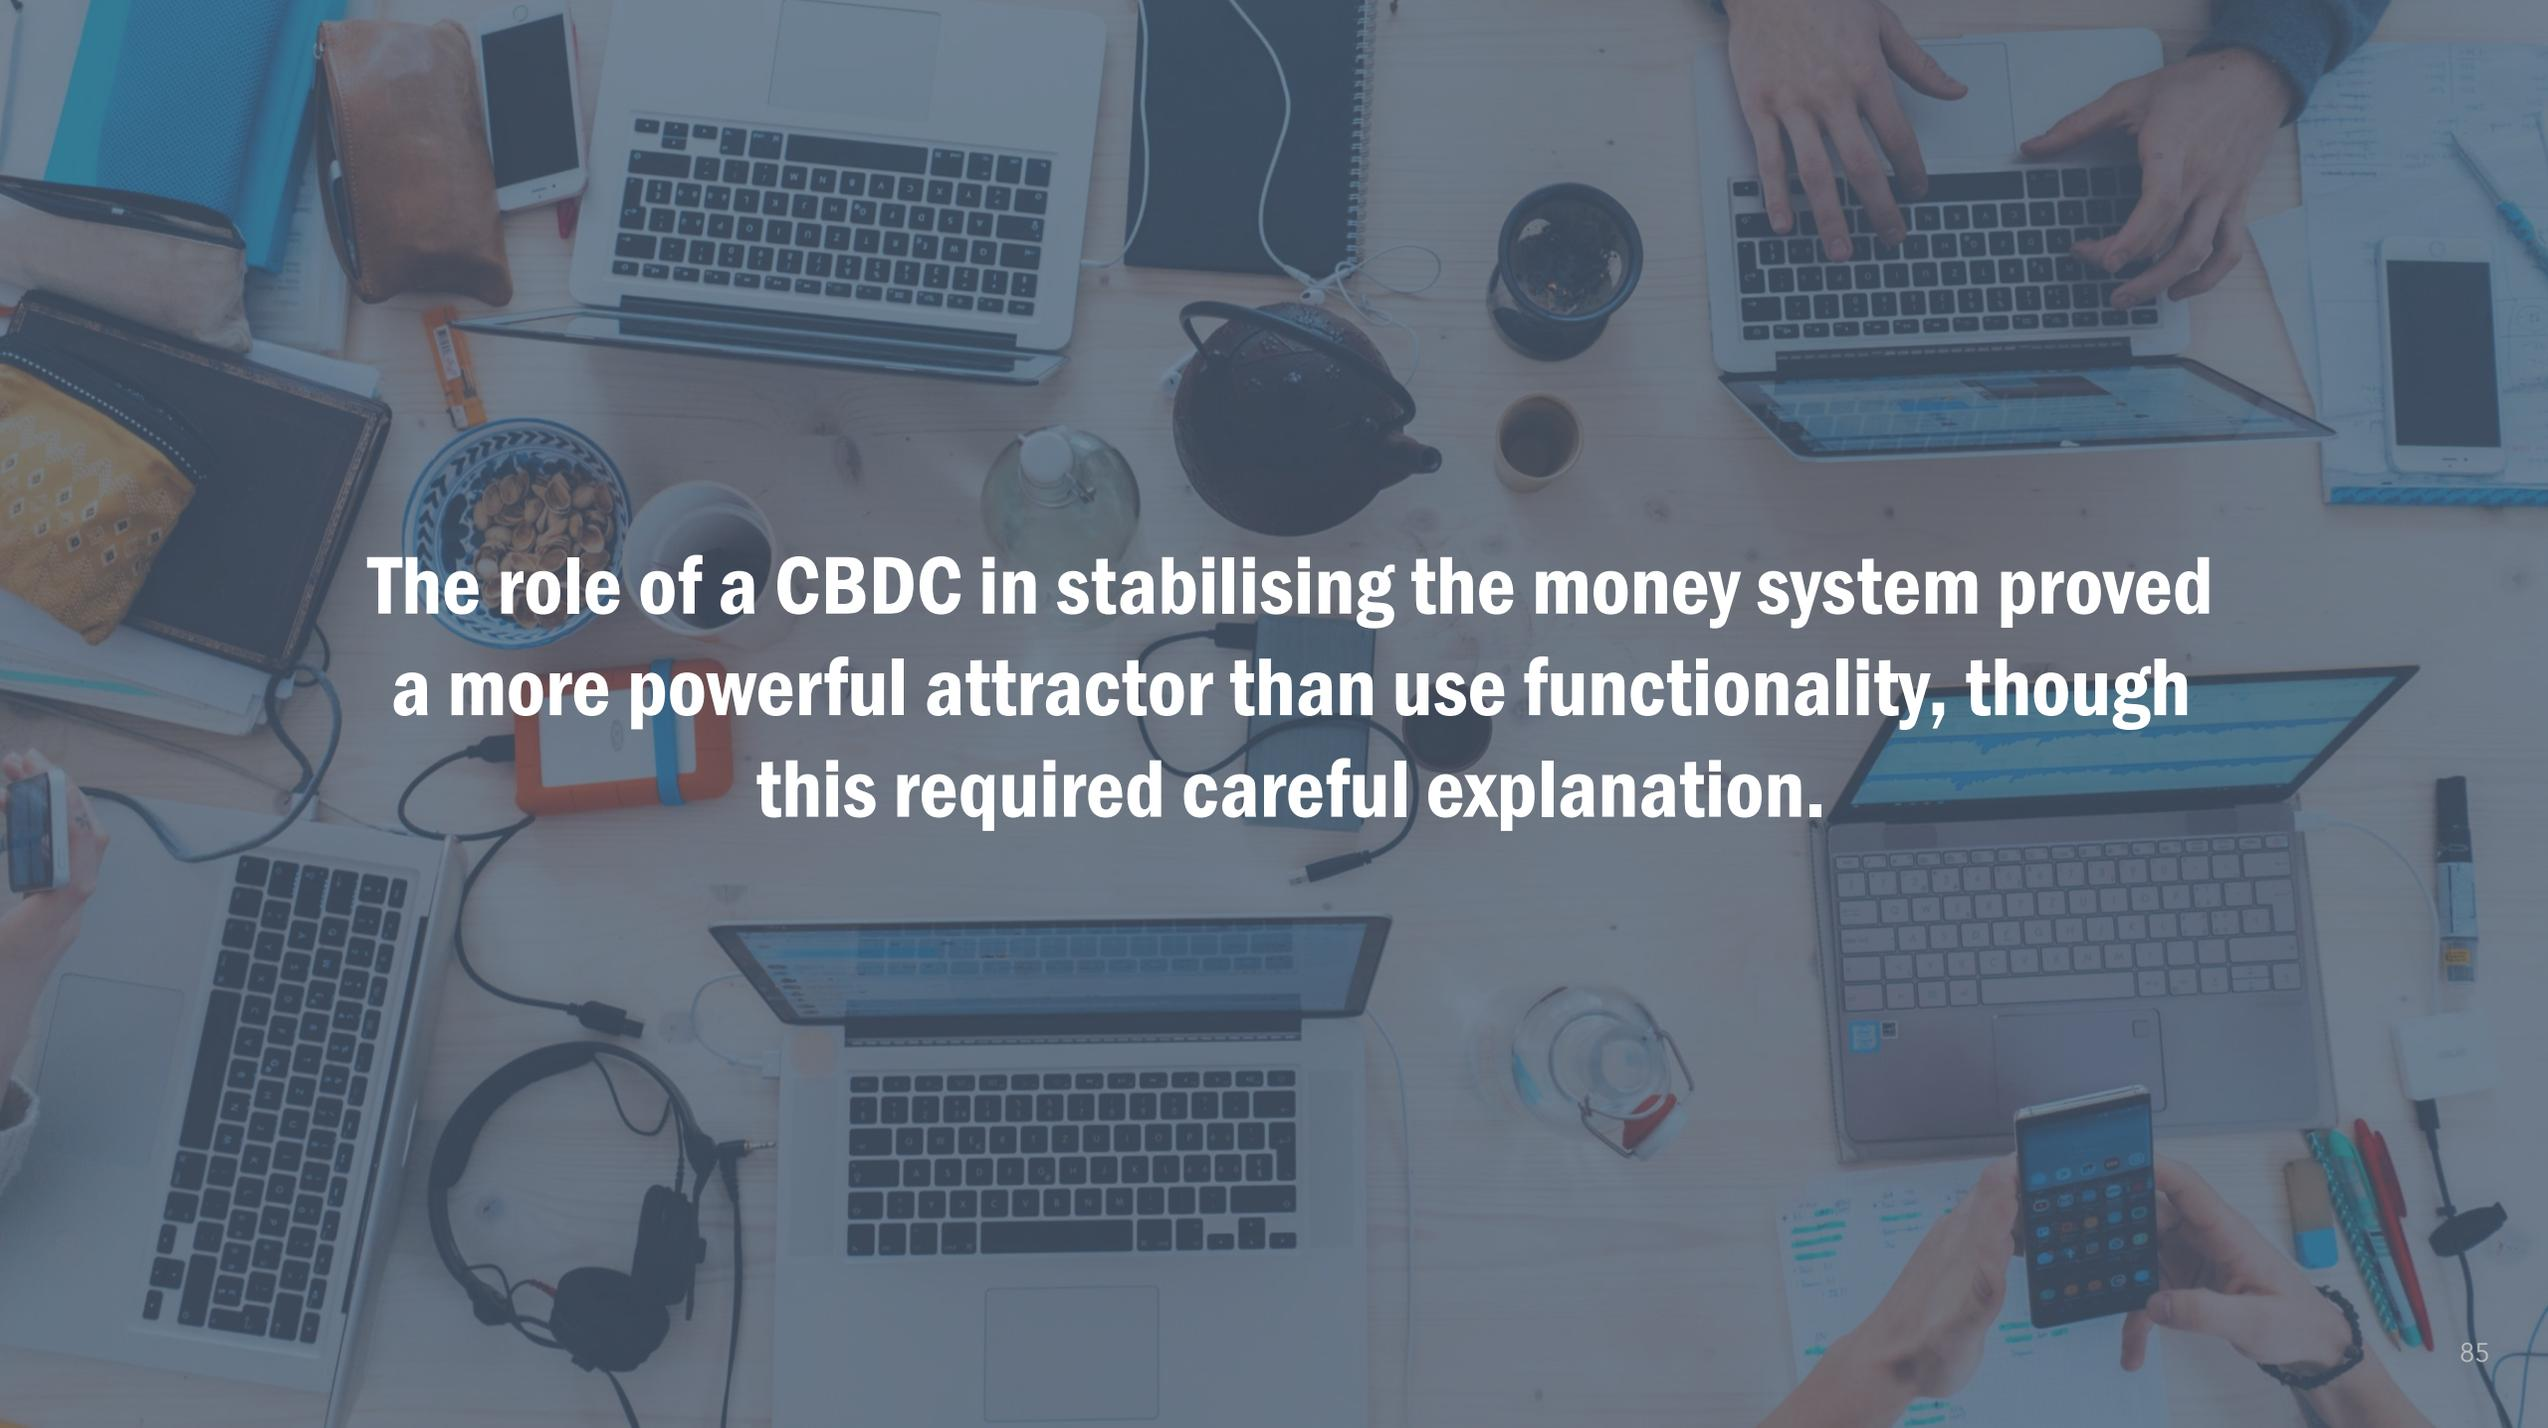 The role of a CBDC in stabilising the money system proved
a more powerful attractor than use functionality, though
this required careful explanation.
85